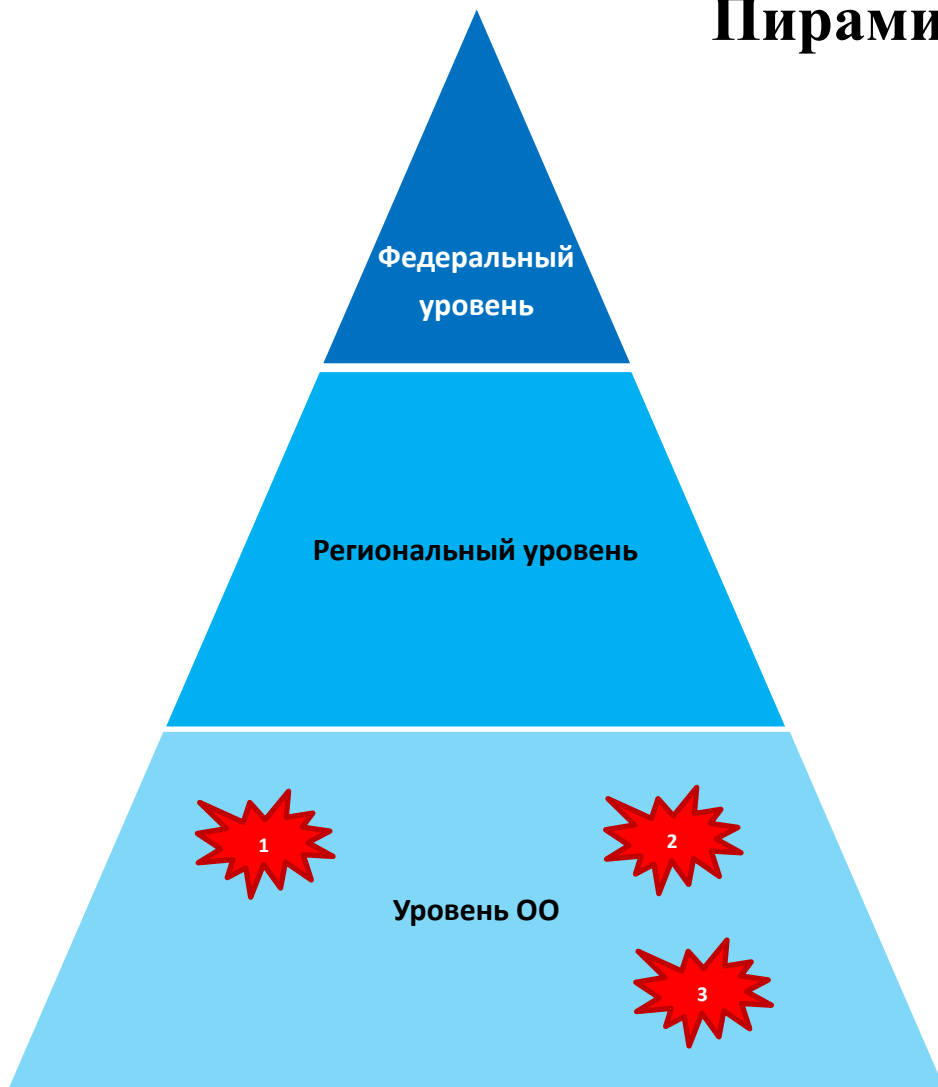 Пирами
Федеральный
уровень
Региональный уровень
1
2
Уровень ОО
3